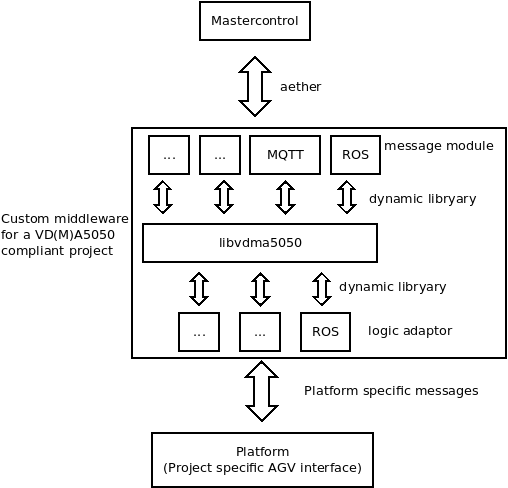 Mastercontrol
aether
... ... MQTT ROS message module
dynamic libryary
Custom middleware
for a VD(M)A5050
compliant project
libvdma5050
dynamic libryary
... ... ROS logic adaptor
Platform specific messages
Platform
(Project specific AGV interface)